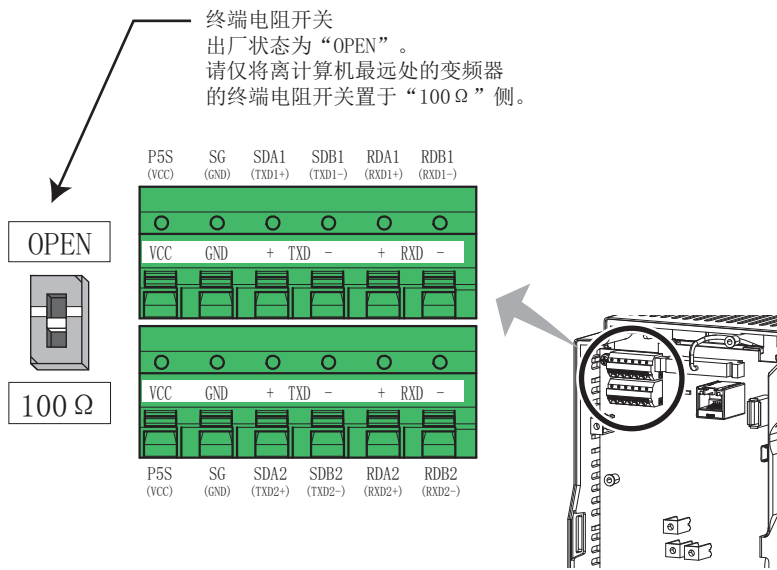 终端电阻开关
出厂状态为“OPEN”。
请仅将离计算机最远处的变频器
的终端电阻开关置于“100Ω”侧。
P5S SG SDA1 SDB1 RDA1 RDB1
(VCC) (GND) (TXD1+) (TXD1-) (RXD1+) (RXD1-)
OPEN
VCC GND + TXD - + RXD -
100Ω
VCC GND + TXD - + RXD -
P5S SG SDA2 SDB2 RDA2 RDB2
(VCC) (GND) (TXD2+) (TXD2-) (RXD2+) (RXD2-)